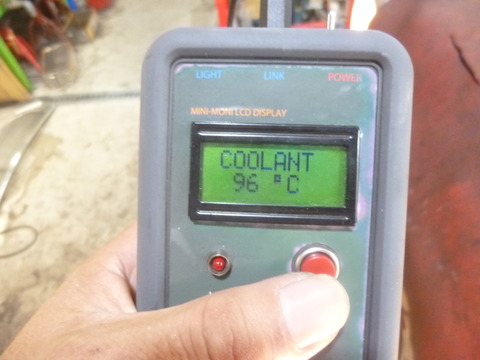 LIGHT LINK POWER
MINI-MONI LCD DISPLAY
COOLANT
96 °C